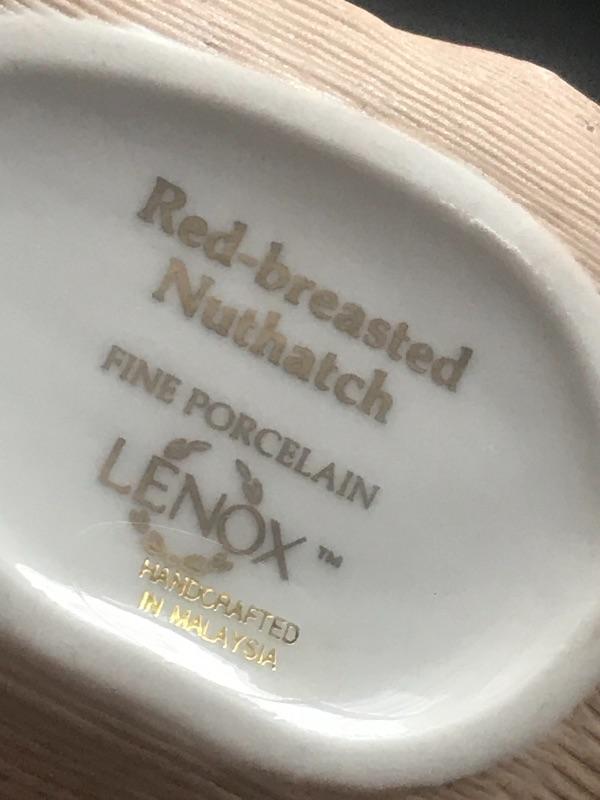 Red-breasted
Nuthatch
FINE PORCELAIN
LENOX ™
HANDCRAFTED
IN MALAYSIA